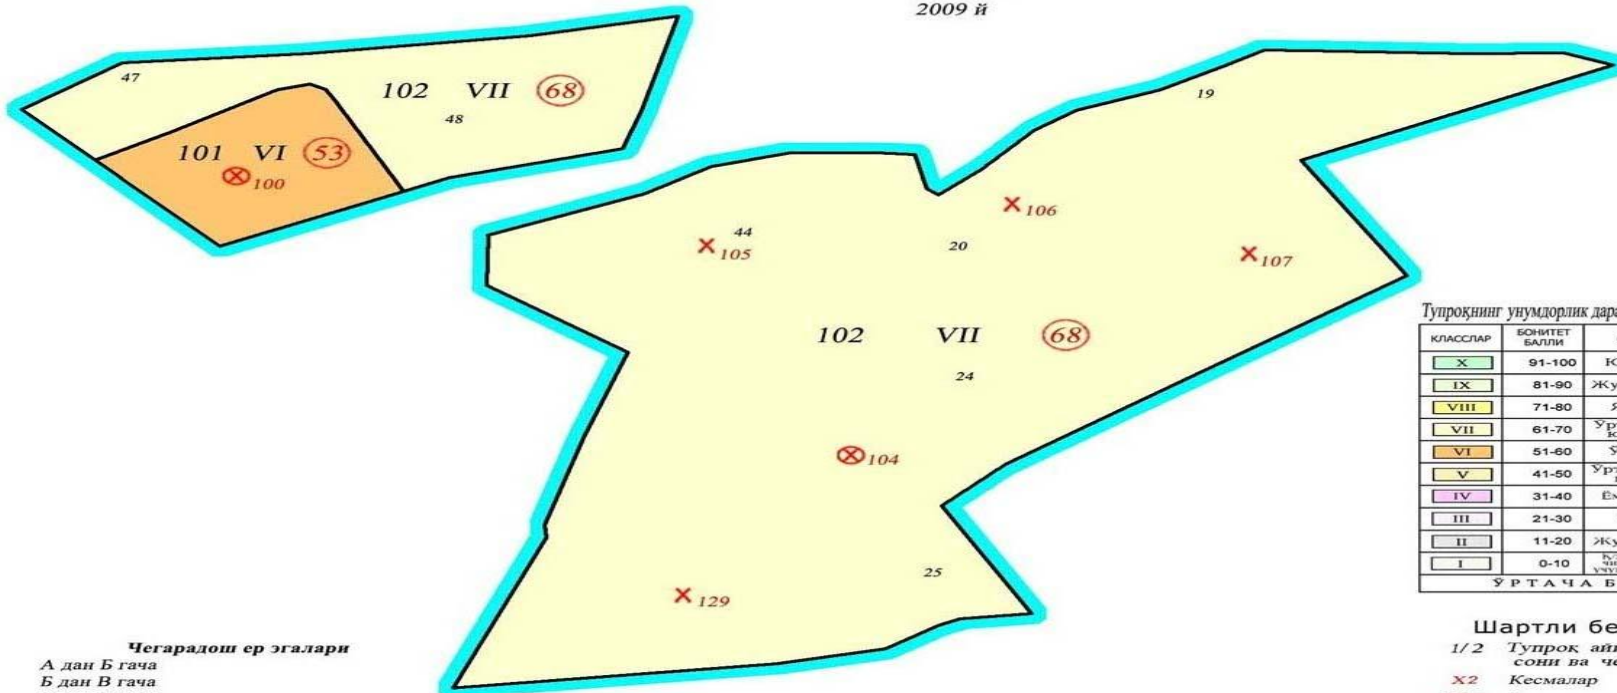 2009 й
47
102 VII 68
48
101 VI 53
100
19
106
44
105
20
107
102 VII 68
24
104
129
25
Тупроқнинг унумдорлик
КЛАССЛАР БОНИТЕТ БАЛЛИ
X 91-100
IX 81-90
VIII 71-80
VII 61-70
VI 51-60
V 41-50
IV 31-40
III 21-30
II 11-20
I 0-10
ЎРТАЧА
Чегарадош ер эгалари
А дан Б гача
Б дан В гача
Шартли
1/2 Тупроқ
сони ва
X2 Кесмалар